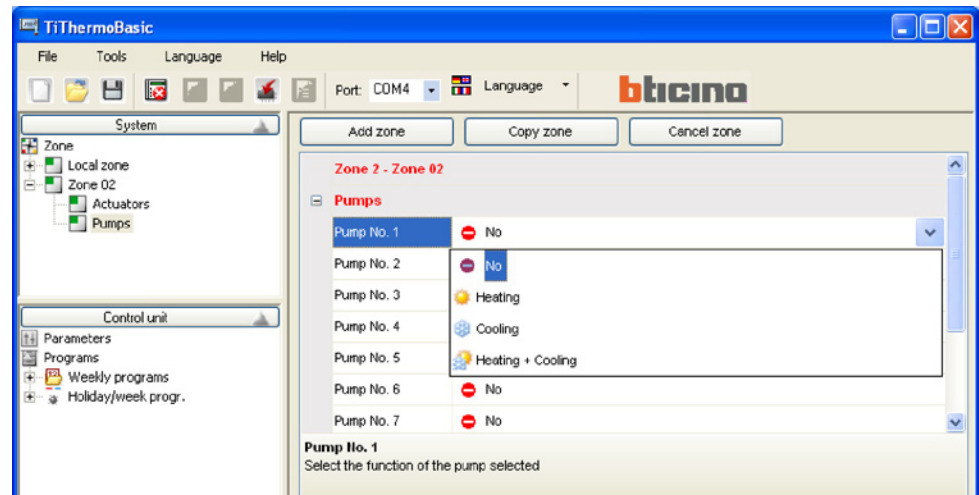 TiThermoBasic
File Tools Language Help
Port: COM4 Language bticino
System
Zone
Local zone
Zone 02
Actuators
Pumps
Control unit
Parameters
Programs
Weekly programs
Holiday/week progr.
Add zone Copy zone Cancel zone
Zone 2 - Zone 02
Pumps
Pump No. 1 No
Pump No. 2 No
Pump No. 3 Heating
Pump No. 4 Cooling
Pump No. 5 Heating + Cooling
Pump No. 6 No
Pump No. 7 No
Pump No. 1
Select the function of the pump selected